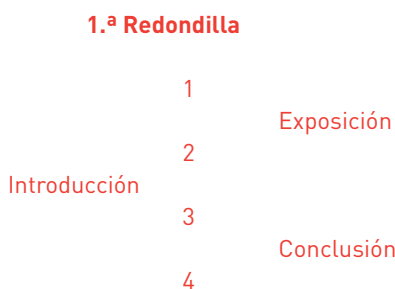 1.ª Redondilla
1
Exposición
2
Introducción
3
Conclusión
4